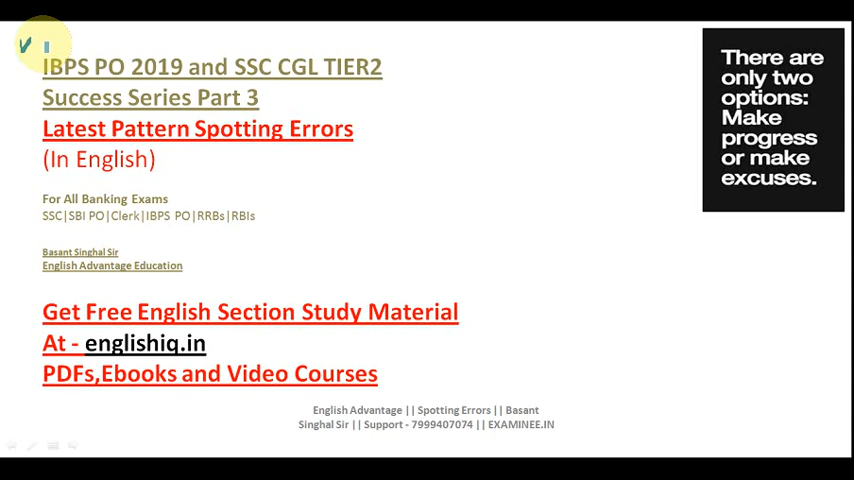 IBPS PO 2019 and SSC CGL TIER2
Success Series Part 3
Latest Pattern Spotting Errors
(In English)
For All Banking Exams
SSC|SBI PO|Clerk|IBPS PO|RRBs|RBIs
Basant Singhal Sir
English Advantage Education
Get Free English Section Study Material
At - englishiq.in
PDFs,Ebooks and Video Courses
English Advantage || Spotting Errors || Basant
Singhal Sir || Support - 7999407074 || EXAMINEE.IN
There are
only two
options:
Make
progress
or make
excuses.